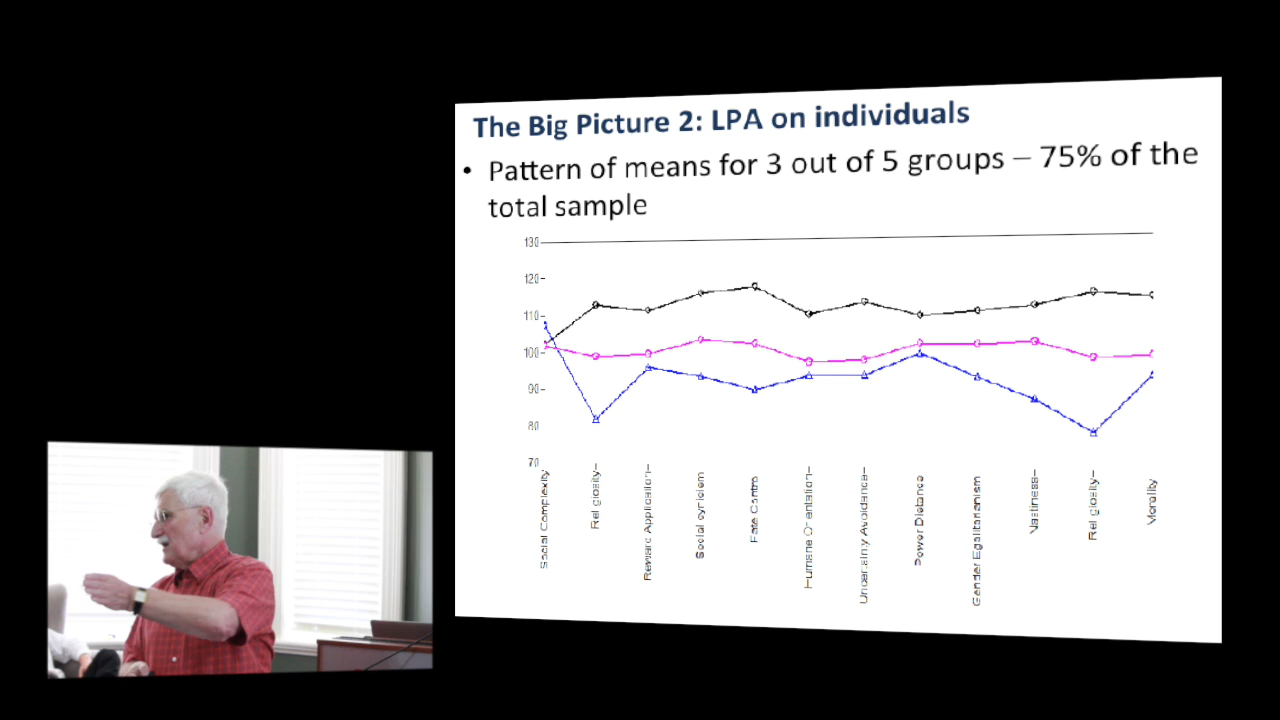 The Big Picture 2: LPA on individuals
• Pattern of means for 3 out of 5 groups – 75% of the
total sample
130
120
110
100
90
80
70
Social Complexity
Religiosity
Reward Application
Social cynicism
Fate Control
Humane Orientation
Uncertainty Avoidance
Power Distance
Gender Egalitarianism
Nastiness
Religiosity
Morality